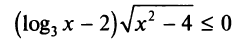 (log₃ x − 2)√(x² − 4) ≤ 0